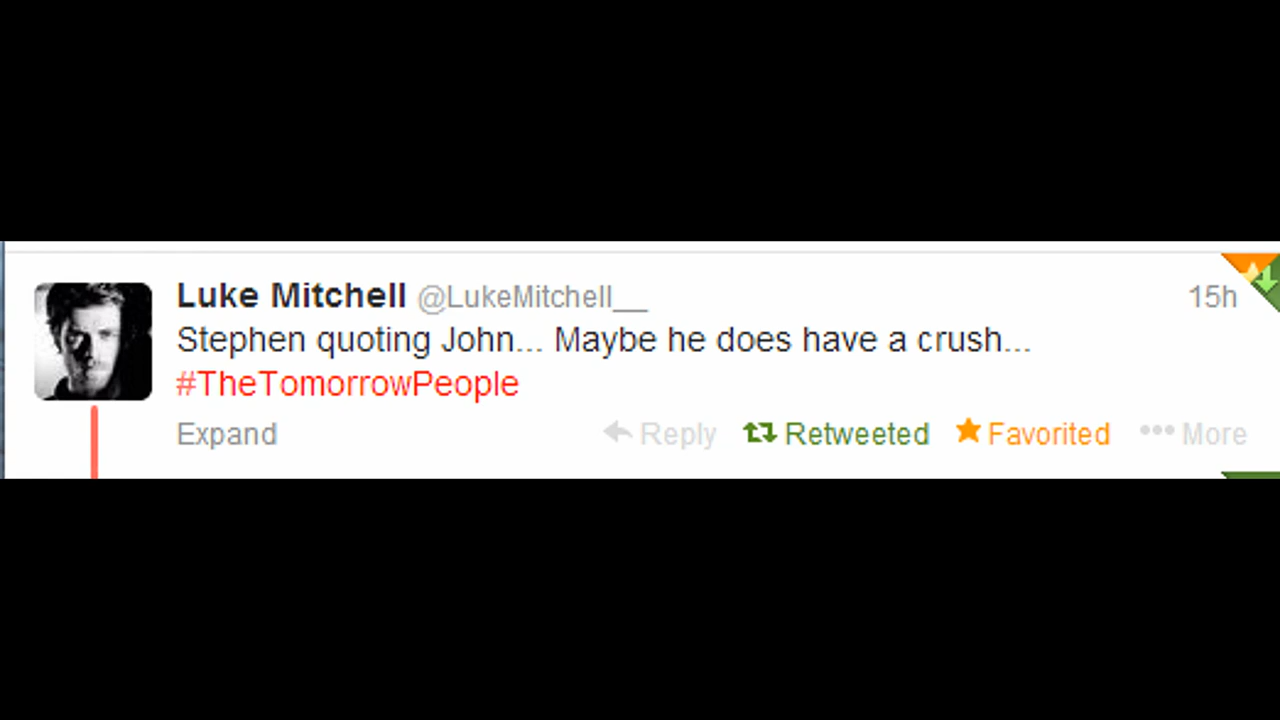 Luke Mitchell @LukeMitchell__ 15h
Stephen quoting John... Maybe he does have a crush...
#TheTomorrowPeople
Expand Reply Retweeted Favorited More